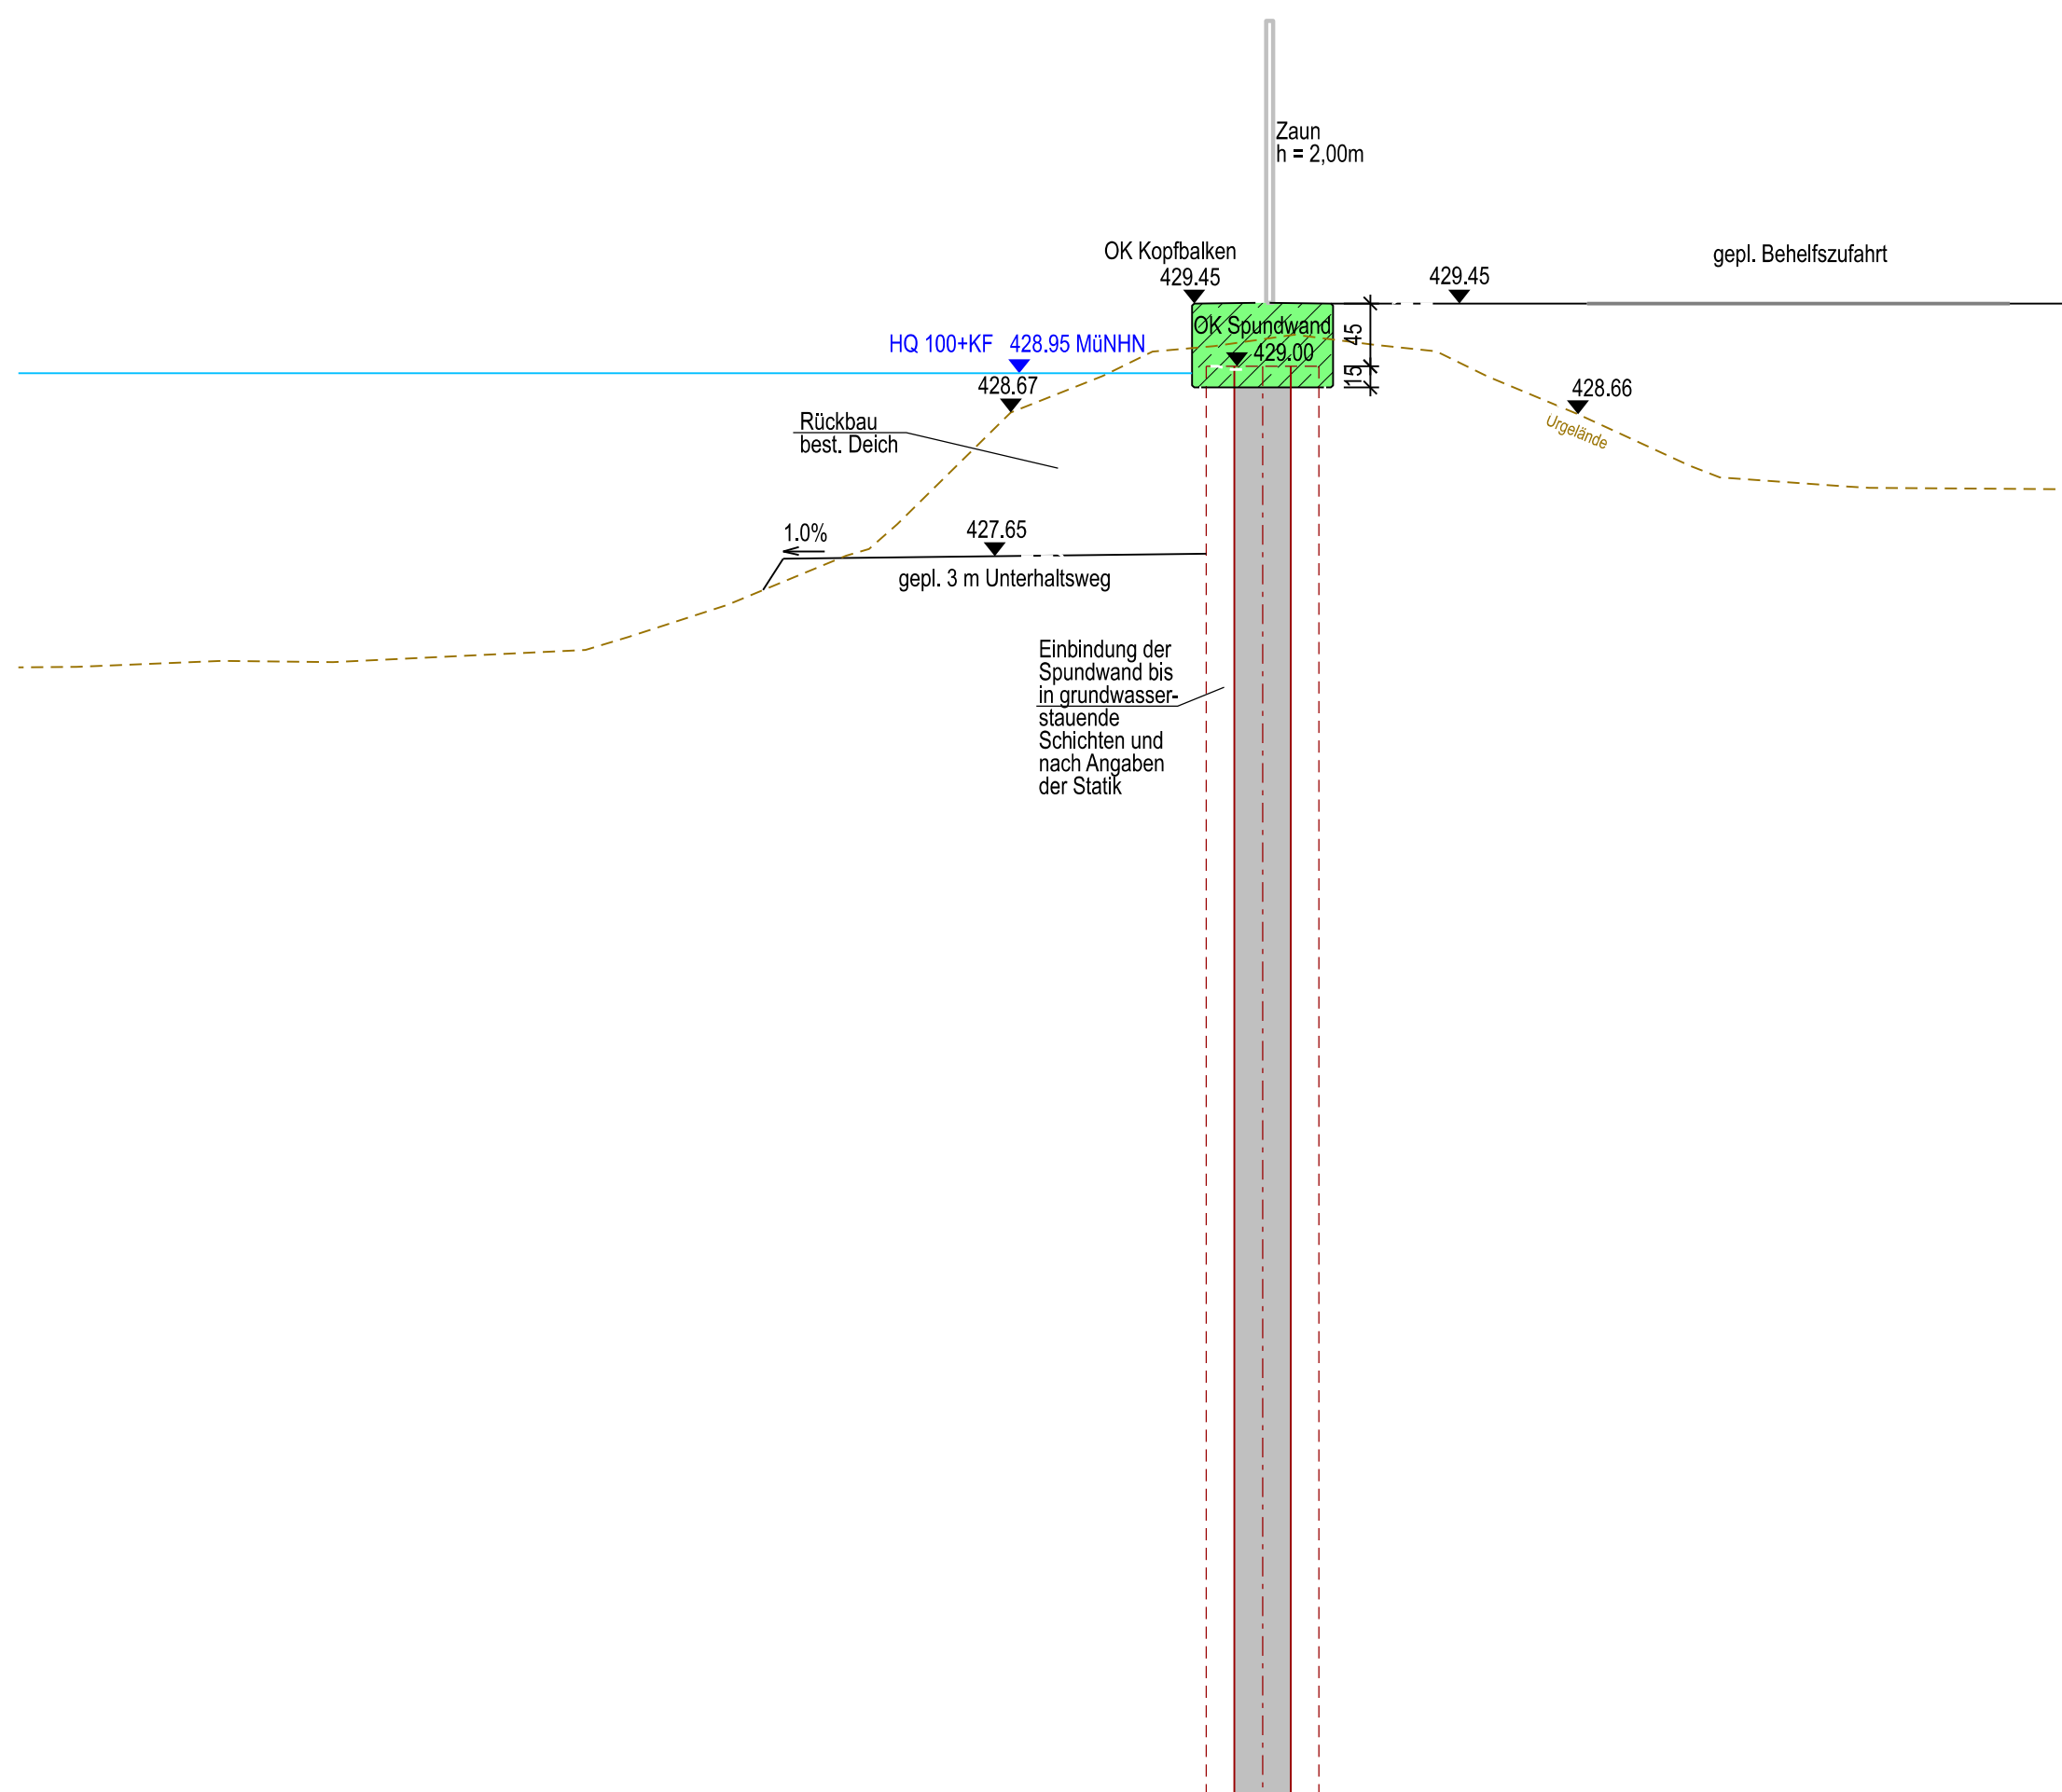 Zaun
h = 2,00m
OK Kopfbalken
429.45
429.45
gepl. Behelfszufahrt
OK Spundwand
429.00
45
15
HQ 100+KF 428.95 MüNHN
428.67
428.66
Urgelände
Rückbau
best. Deich
1.0%
427.65
gepl. 3 m Unterhaltsweg
Einbindung der
Spundwand bis
in grundwasser-
stauende
Schichten und
nach Angaben
der Statik